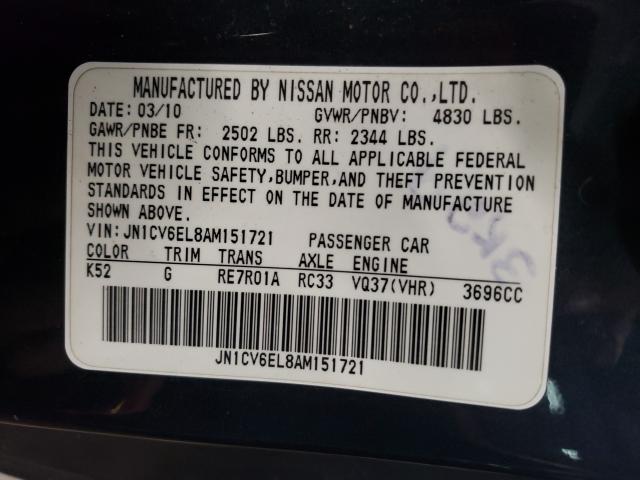 MANUFACTURED BY NISSAN MOTOR CO.,LTD.
DATE: 03/10 GVWR/PNBV: 4830 LBS.
GAWR/PNBE FR: 2502 LBS. RR: 2344 LBS.
THIS VEHICLE CONFORMS TO ALL APPLICABLE FEDERAL
MOTOR VEHICLE SAFETY,BUMPER,AND THEFT PREVENTION
STANDARDS IN EFFECT ON THE DATE OF MANUFACTURE
SHOWN ABOVE.
VIN: JN1CV6EL8AM151721 PASSENGER CAR
COLOR TRIM TRANS AXLE ENGINE
K52 G RE7R01A RC33 VQ37(VHR) 3696CC
JN1CV6EL8AM151721